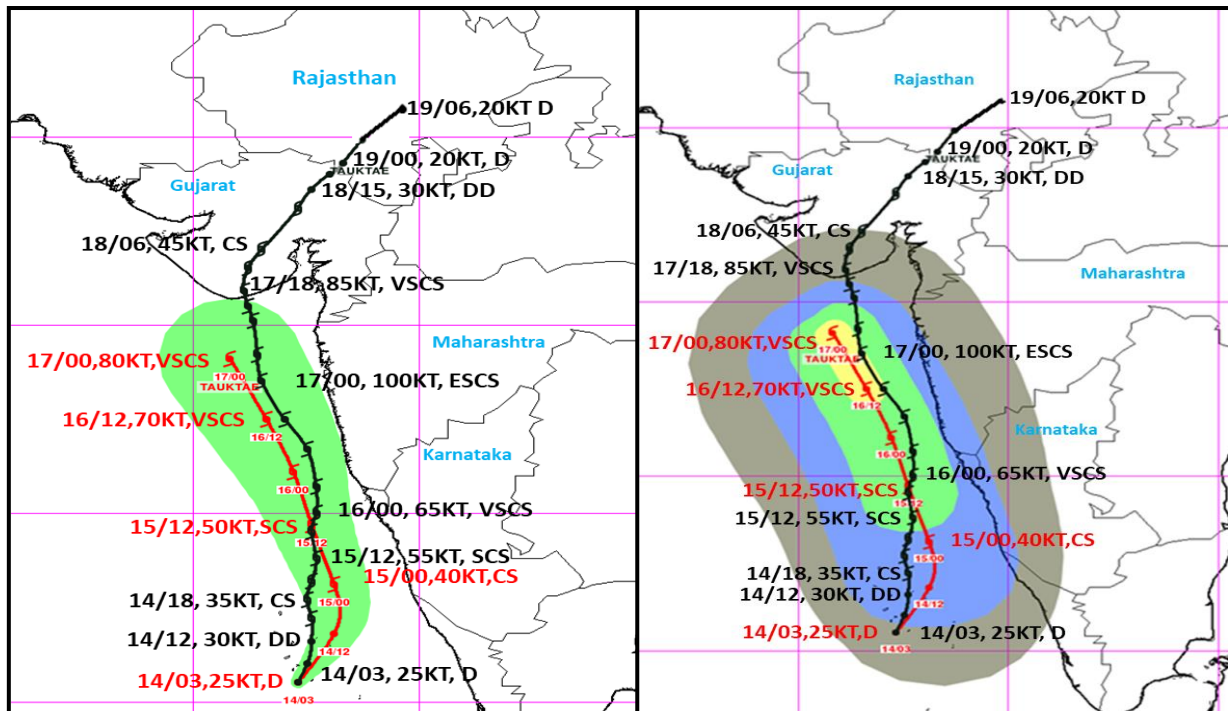 Rajasthan
19/06,20KT D
19/00, 20KT, D
TAUKTAE
Gujarat
18/15, 30KT, DD
18/06, 45KT, CS
17/18, 85KT, VSCS
Maharashtra
17/00,80KT,VSCS
17/00
TAUKTAE
17/00, 100KT, ESCS
16/12,70KT,VSCS
16/12
Karnataka
16/00
16/00, 65KT, VSCS
15/12,50KT,SCS
15/12
15/12, 55KT, SCS
15/00,40KT,CS
14/18, 35KT, CS
15/00
14/12, 30KT, DD
14/12
14/03, 25KT, D
14/03,25KT,D
14/03
Rajasthan
19/06,20KT D
19/00, 20KT, D
TAUKTAE
Gujarat
18/15, 30KT, DD
18/06, 45KT, CS
17/18, 85KT, VSCS
Maharashtra
17/00,80KT,VSCS
17/00
TAUKTAE
17/00, 100KT, ESCS
16/12,70KT,VSCS
16/12
Karnataka
16/00
16/00, 65KT, VSCS
15/12,50KT,SCS
15/12
15/12, 55KT, SCS
15/00,40KT,CS
15/00
14/18, 35KT, CS
14/12, 30KT, DD
14/12
14/03,25KT,D
14/03, 25KT, D
14/03